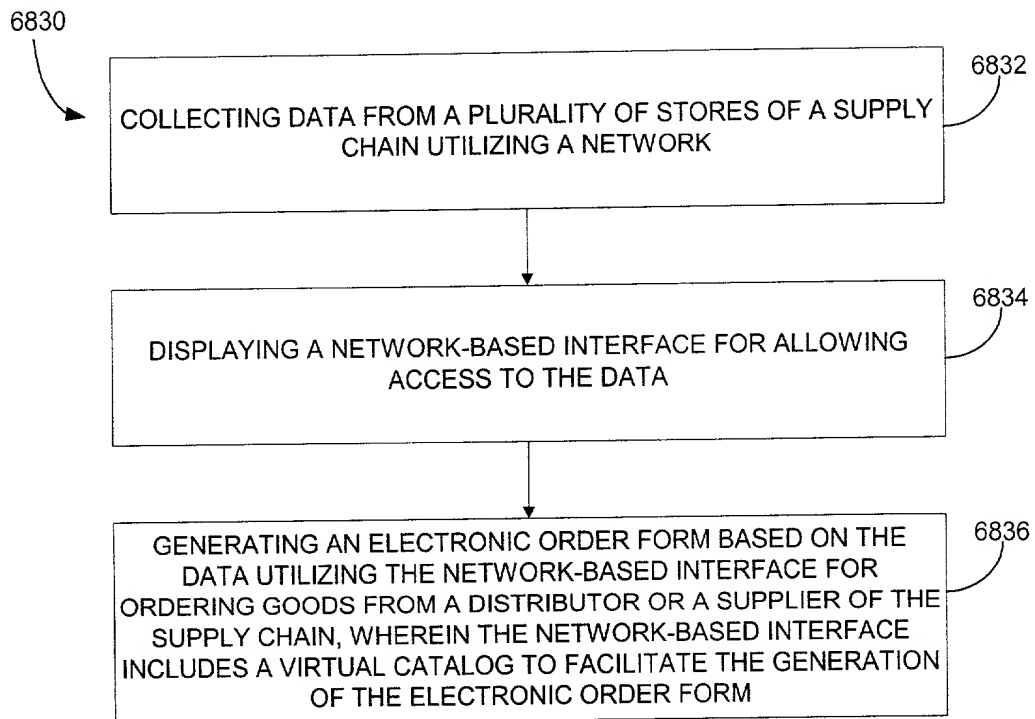 6830
6832
COLLECTING DATA FROM A PLURALITY OF STORES OF A SUPPLY
CHAIN UTILIZING A NETWORK
6834
DISPLAYING A NETWORK-BASED INTERFACE FOR ALLOWING
ACCESS TO THE DATA
6836
GENERATING AN ELECTRONIC ORDER FORM BASED ON THE
DATA UTILIZING THE NETWORK-BASED INTERFACE FOR
ORDERING GOODS FROM A DISTRIBUTOR OR A SUPPLIER OF THE
SUPPLY CHAIN, WHEREIN THE NETWORK-BASED INTERFACE
INCLUDES A VIRTUAL CATALOG TO FACILITATE THE GENERATION
OF THE ELECTRONIC ORDER FORM